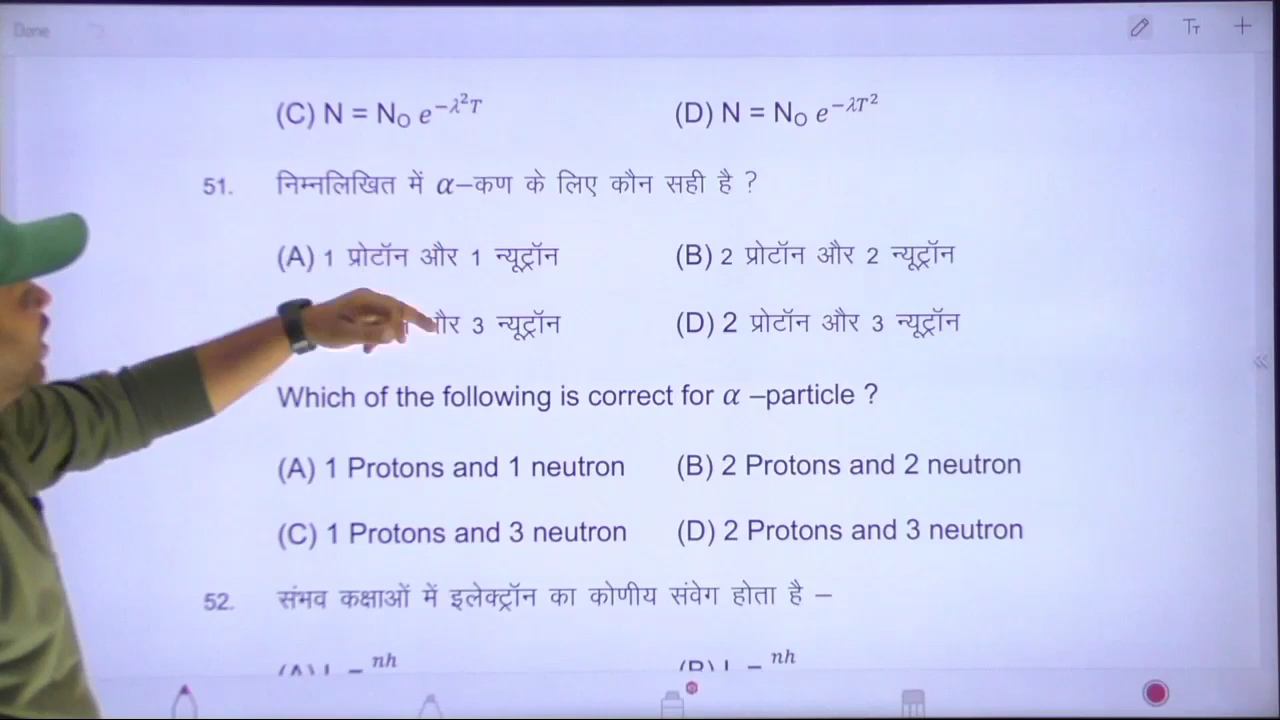 Done
(C) N = N₀ e^{-λ²T} (D) N = N₀ e^{-λT²}
51. निम्नलिखित में α–कण के लिए कौन सही है ?
(A) 1 प्रोटॉन और 1 न्यूट्रॉन (B) 2 प्रोटॉन और 2 न्यूट्रॉन
और 3 न्यूट्रॉन (D) 2 प्रोटॉन और 3 न्यूट्रॉन
Which of the following is correct for α –particle ?
(A) 1 Protons and 1 neutron (B) 2 Protons and 2 neutron
(C) 1 Protons and 3 neutron (D) 2 Protons and 3 neutron
52. संभव कक्षाओं में इलेक्ट्रॉन का कोणीय संवेग होता है –
nh nh